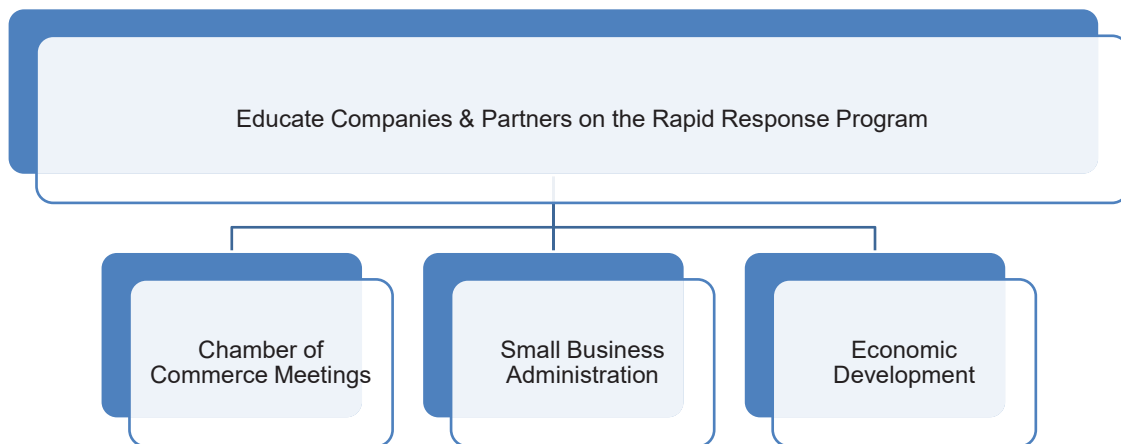 Educate Companies & Partners on the Rapid Response Program
Chamber of
Commerce Meetings
Small Business
Administration
Economic
Development